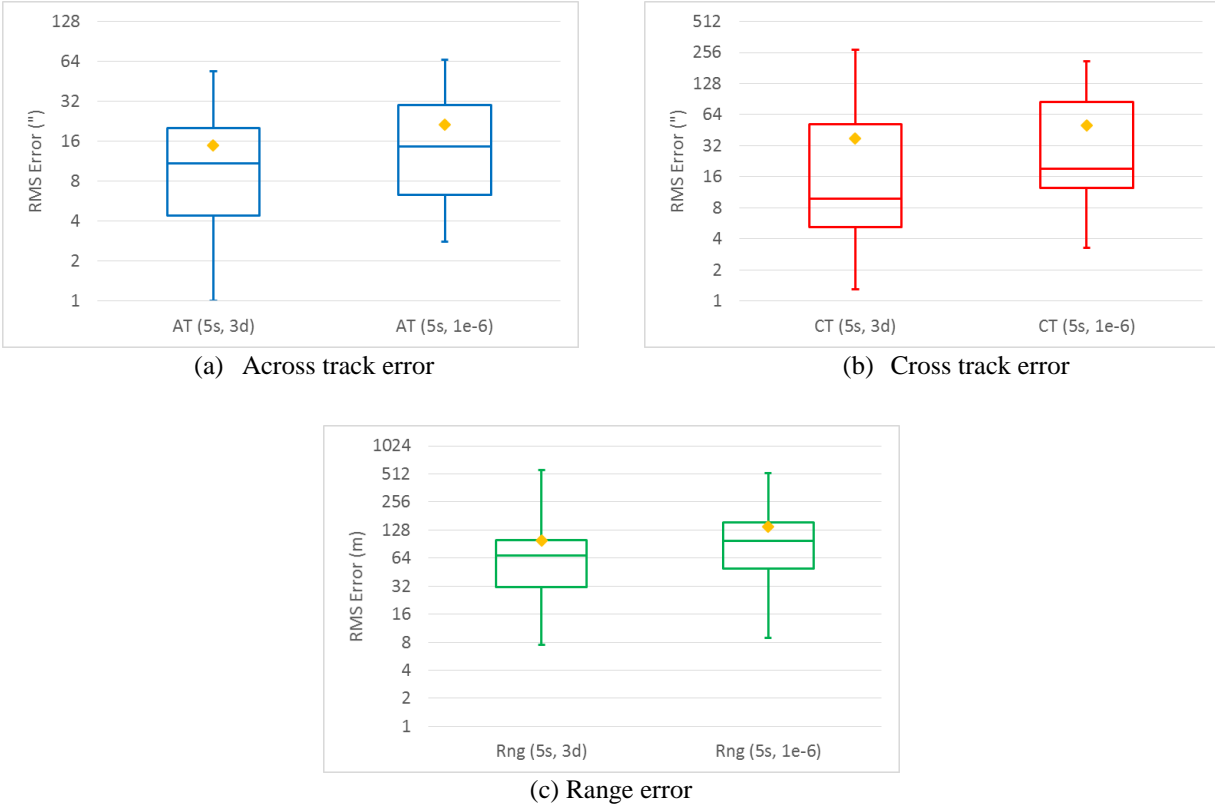 128
64
32
16
8
4
2
1
RMS Error (")
AT (5s, 3d)
AT (5s, 1e-6)
(a) Across track error
512
256
128
64
32
16
8
4
2
1
RMS Error (")
CT (5s, 3d)
CT (5s, 1e-6)
(b) Cross track error
1024
512
256
128
64
32
16
8
4
2
1
RMS Error (m)
Rng (5s, 3d)
Rng (5s, 1e-6)
(c) Range error